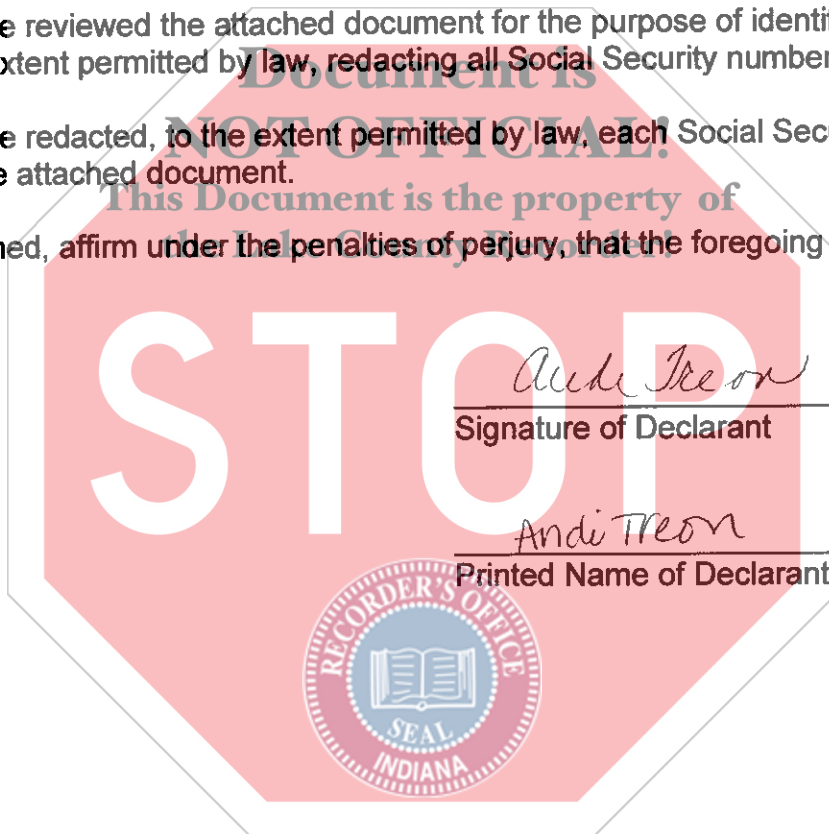 e reviewed the attached document for the purpose of identi
xtent permitted by law, redacting all Social Security number
Document is
e redacted, to the extent permitted by law, each Social Sec
NOT OFFICIAL!
e attached document.
This Document is the property of
ned, affirm under the penalties of perjury, that the foregoing
the Lake County Recorder!
STOP
Andi Treon
Signature of Declarant
Andi Treon
Printed Name of Declarant
RECORDER'S OFFICE
SEAL
INDIANA